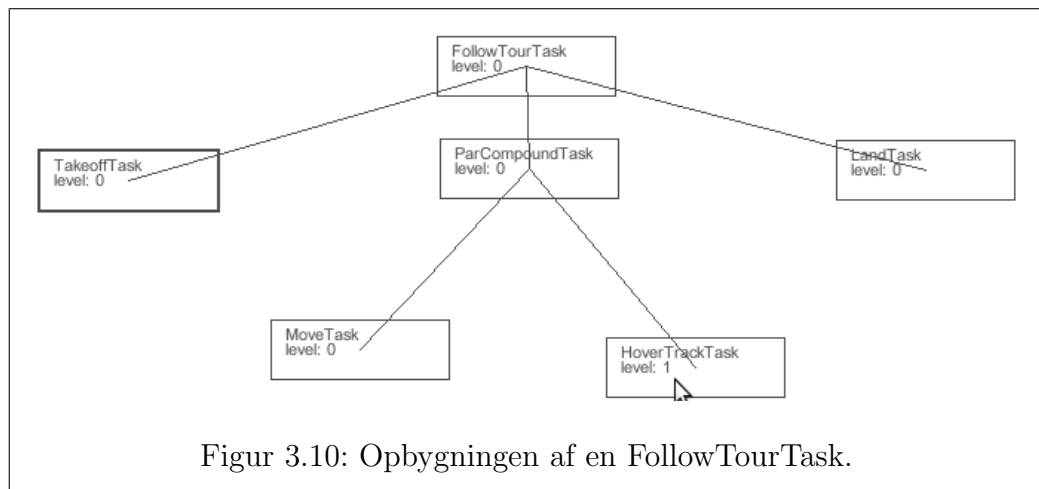 FollowTourTask
level: 0
TakeoffTask
level: 0
ParCompoundTask
level: 0
LandTask
level: 0
MoveTask
level: 0
HoverTrackTask
level: 1
Figur 3.10: Opbygningen af en FollowTourTask.